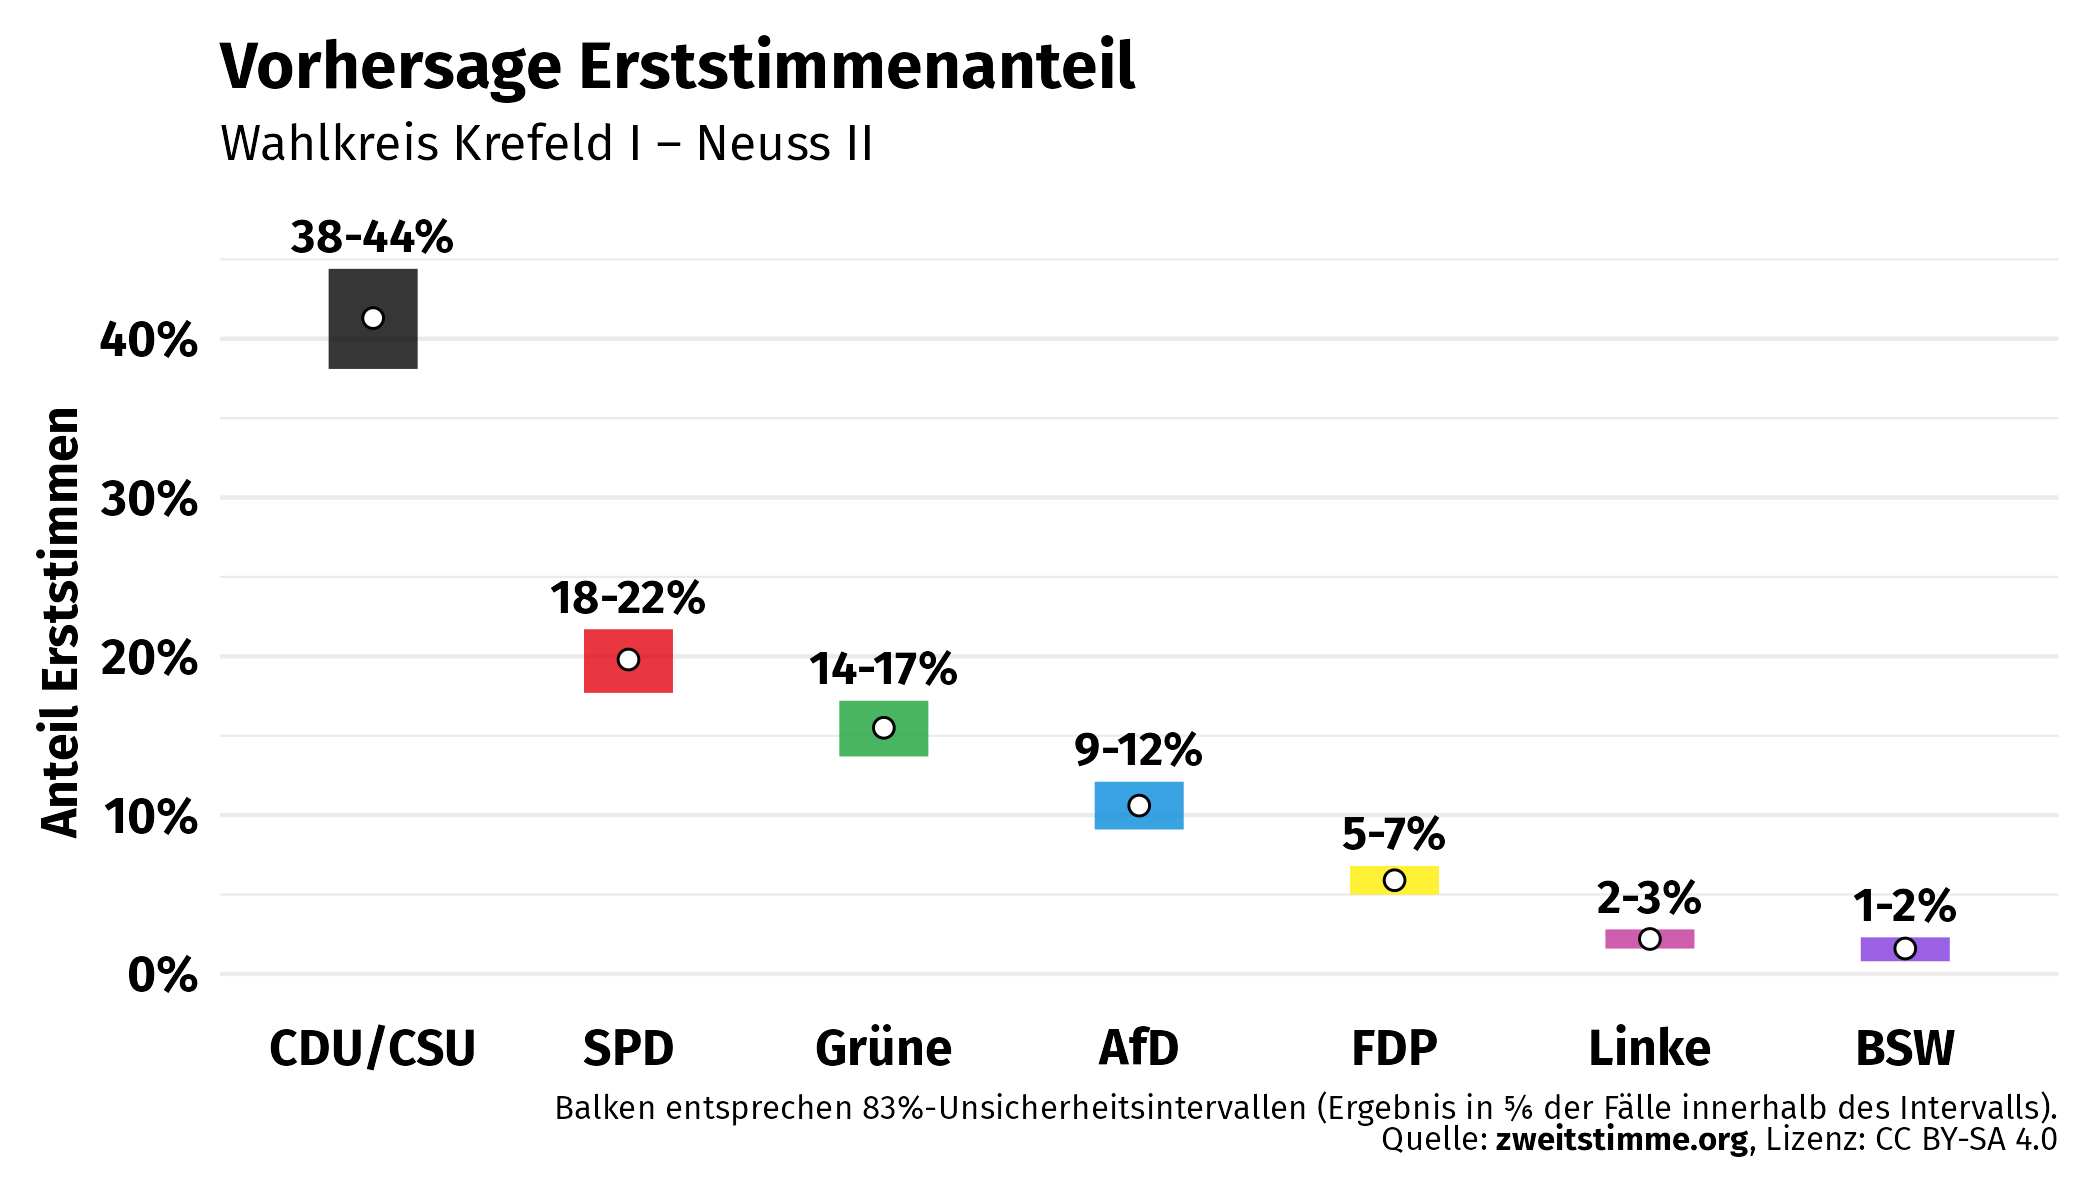 Vorhersage Erststimmenanteil
Wahlkreis Krefeld I – Neuss II
38-44%
40%
30%
18-22%
20%
14-17%
9-12%
10%
5-7%
2-3%
1-2%
0%
Anteil Erststimmen
CDU/CSU SPD Grüne AfD FDP Linke BSW
Balken entsprechen 83%-Unsicherheitsintervallen (Ergebnis in ⅚ der Fälle innerhalb des Intervalls).
Quelle: zweitstimme.org, Lizenz: CC BY-SA 4.0